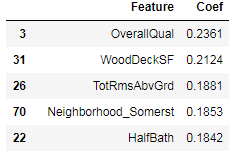 Feature Coef
3 OverallQual 0.2361
31 WoodDeckSF 0.2124
26 TotRmsAbvGrd 0.1881
70 Neighborhood_Somerst 0.1853
22 HalfBath 0.1842